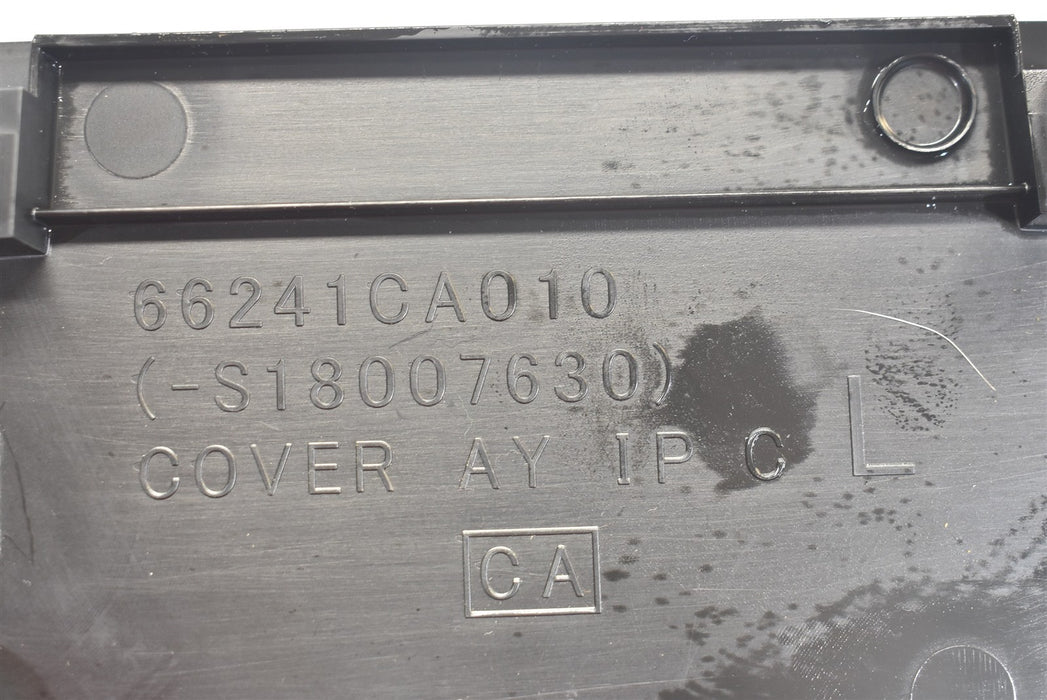 66241CA010
(-S18007630)
COVER AY IP C L
CA